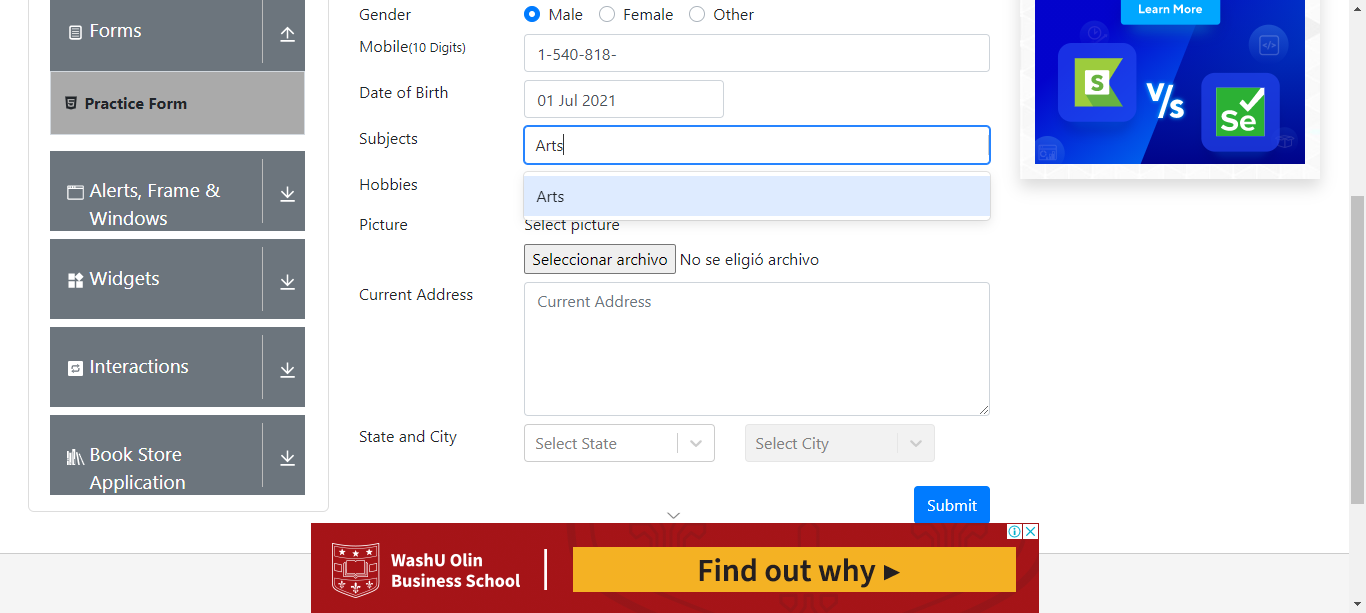 Forms
Practice Form
Alerts, Frame &
Windows
Widgets
Interactions
Book Store
Application
Gender
Male
Female
Other
Mobile(10 Digits)
1-540-818-
Date of Birth
01 Jul 2021
Subjects
Arts
Hobbies
Arts
Picture
Select picture
Seleccionar archivo
No se eligió archivo
Current Address
Current Address
State and City
Select State
Select City
Submit
Learn More
S
V/s
Se
WashU Olin
Business School
Find out why ►